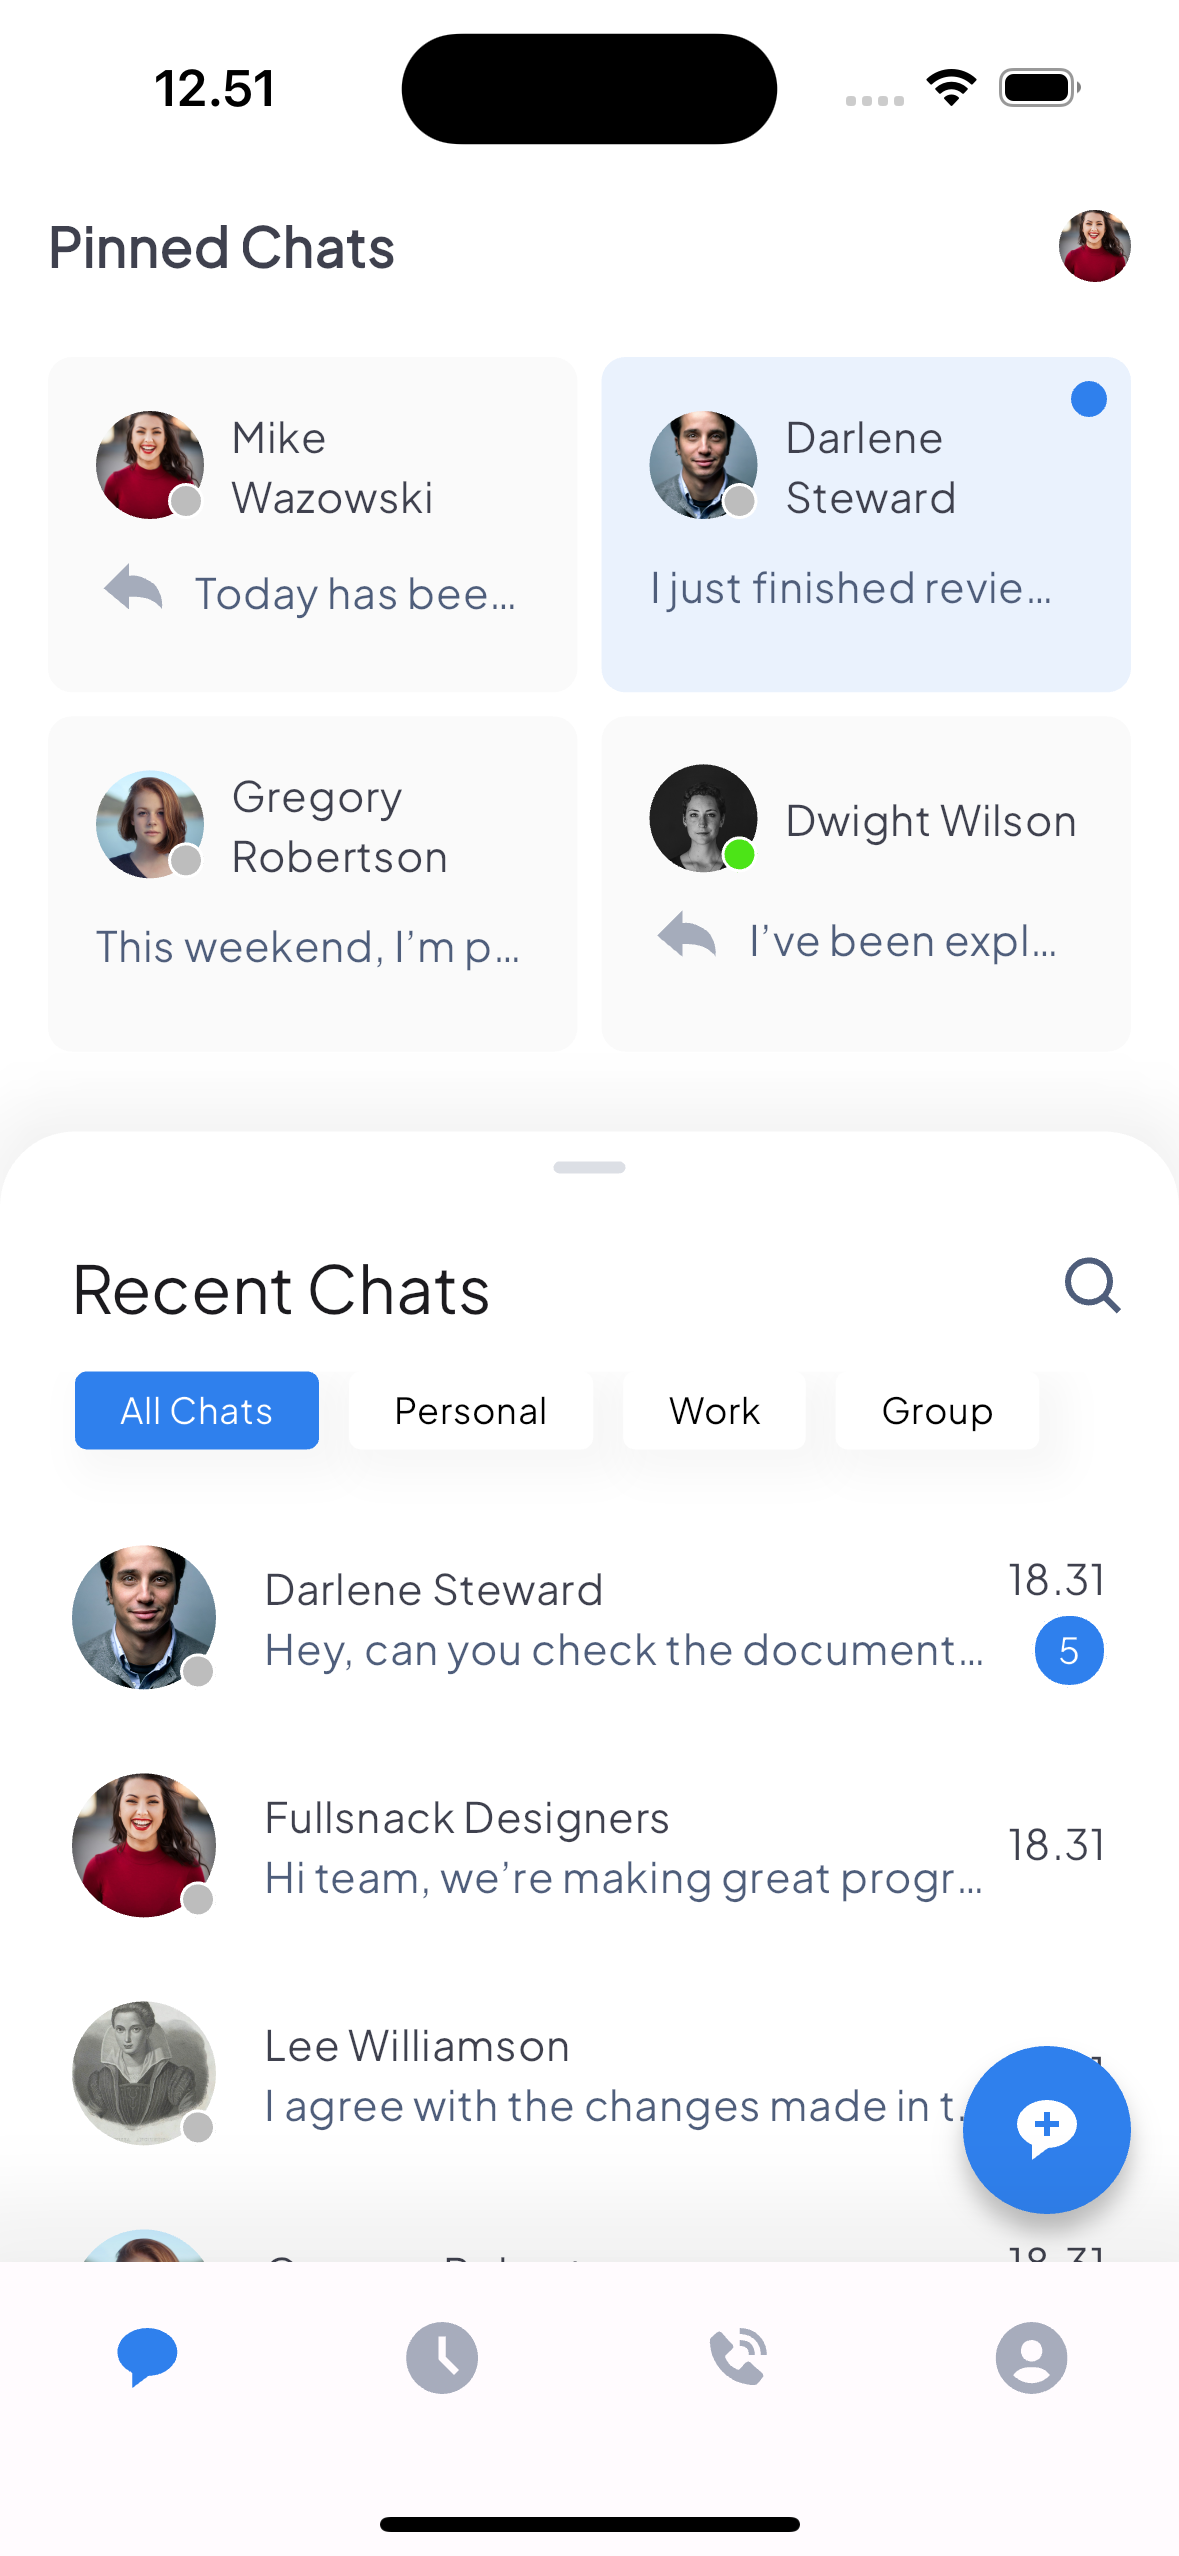 12.51
Pinned Chats
Mike
Wazowski
Today has bee...
Darlene
Steward
I just finished revie...
Gregory
Robertson
This weekend, I’m p...
Dwight Wilson
I’ve been expl...
Recent Chats
All Chats
Personal
Work
Group
Darlene Steward
18.31
Hey, can you check the document...
5
Fullsnack Designers
18.31
Hi team, we’re making great progr...
Lee Williamson
I agree with the changes made in t.
18.31